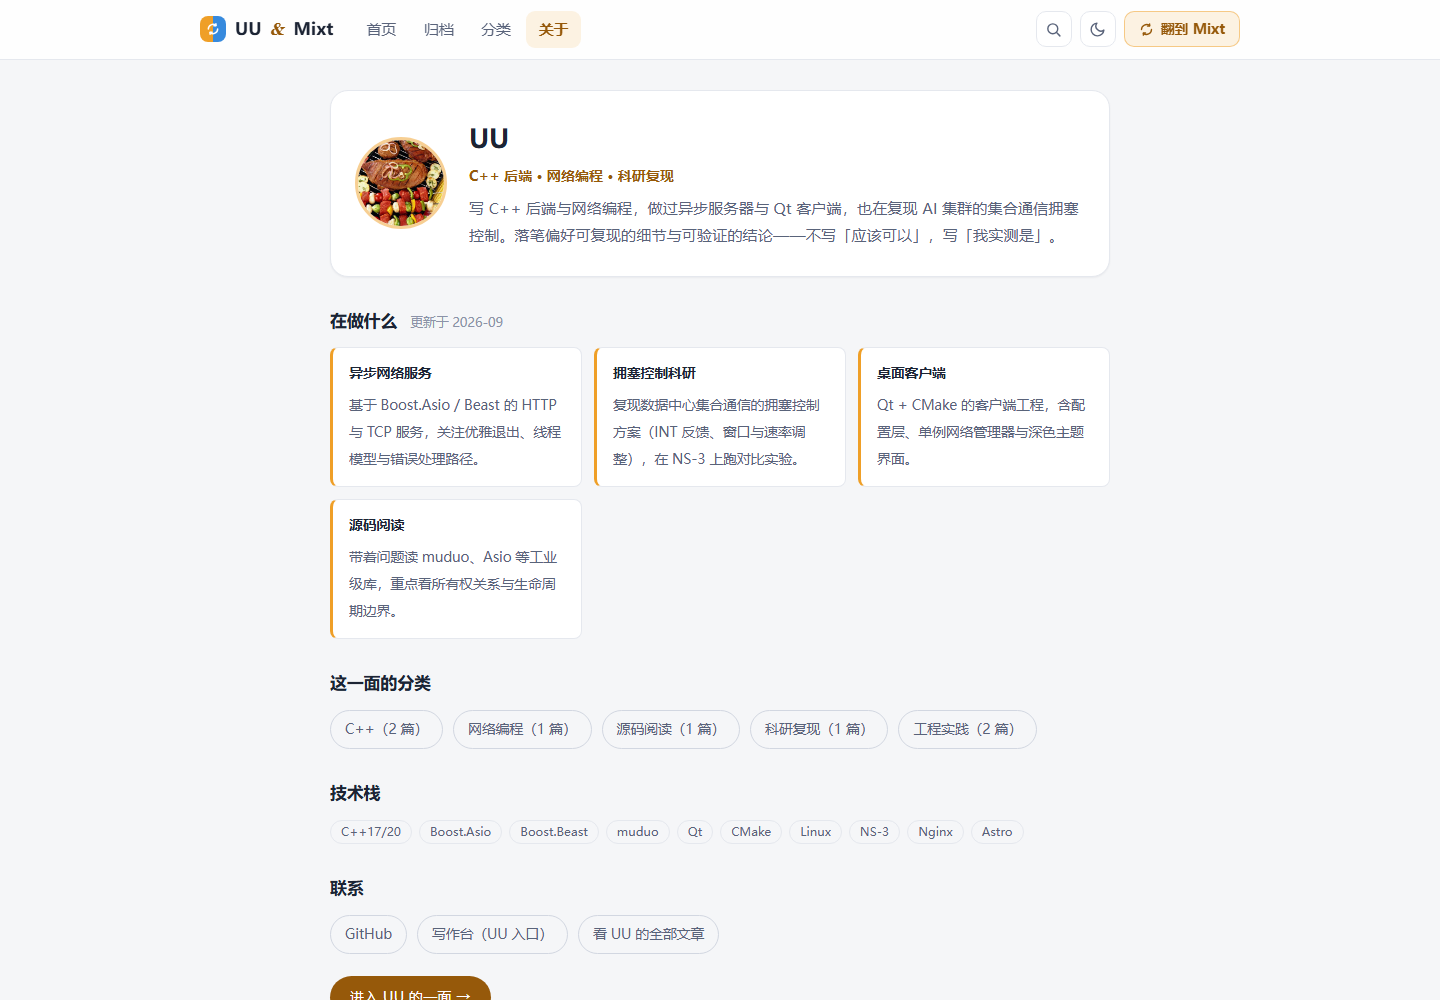 UU & Mixt
首页
归档
分类
关于
翻到 Mixt
UU
C++ 后端 • 网络编程 • 科研复现
写 C++ 后端与网络编程，做过异步服务器与 Qt 客户端，也在复现 AI 集群的集合通信拥塞
控制。落笔偏好可复现的细节与可验证的结论——不写「应该可以」，写「我实测是」。
在做什么 更新于 2026-09
异步网络服务
基于 Boost.Asio / Beast 的 HTTP
与 TCP 服务，关注优雅退出、线程
模型与错误处理路径。
拥塞控制科研
复现数据中心集合通信的拥塞控制
方案（INT 反馈、窗口与速率调
整），在 NS-3 上跑对比实验。
桌面客户端
Qt + CMake 的客户端工程，含配
置层、单例网络管理器与深色主题
界面。
源码阅读
带着问题读 muduo、Asio 等工业
级库，重点看所有权关系与生命周
期边界。
这一面的分类
C++（2 篇）
网络编程（1 篇）
源码阅读（1 篇）
科研复现（1 篇）
工程实践（2 篇）
技术栈
C++17/20
Boost.Asio
Boost.Beast
muduo
Qt
CMake
Linux
NS-3
Nginx
Astro
联系
GitHub
写作台（UU 入口）
看 UU 的全部文章
进入 UU 的一面 →